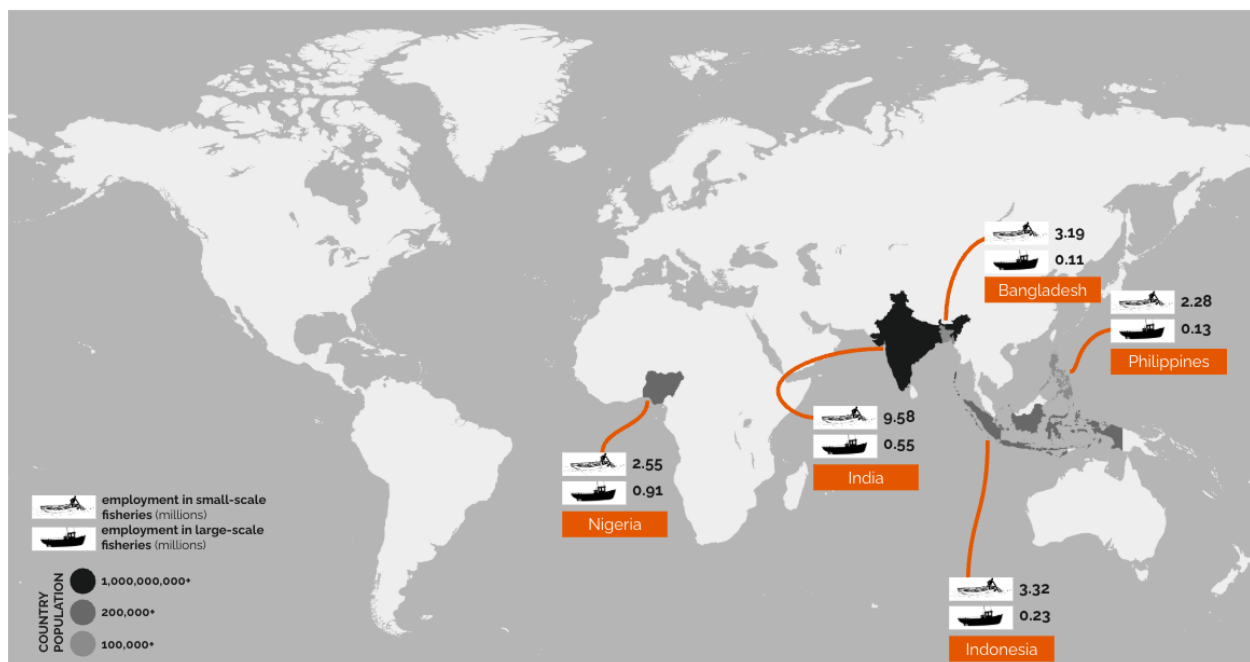 3.19
0.11
Bangladesh
2.28
0.13
Philippines
9.58
0.55
India
2.55
0.91
Nigeria
3.32
0.23
Indonesia
employment in small-scale
fisheries (millions)
employment in large-scale
fisheries (millions)
COUNTRY
POPULATION
1,000,000,000+
200,000+
100,000+